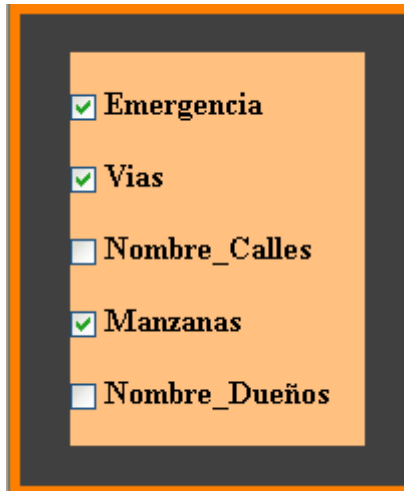 Emergencia
Vias
Nombre_Calles
Manzanas
Nombre_Dueños